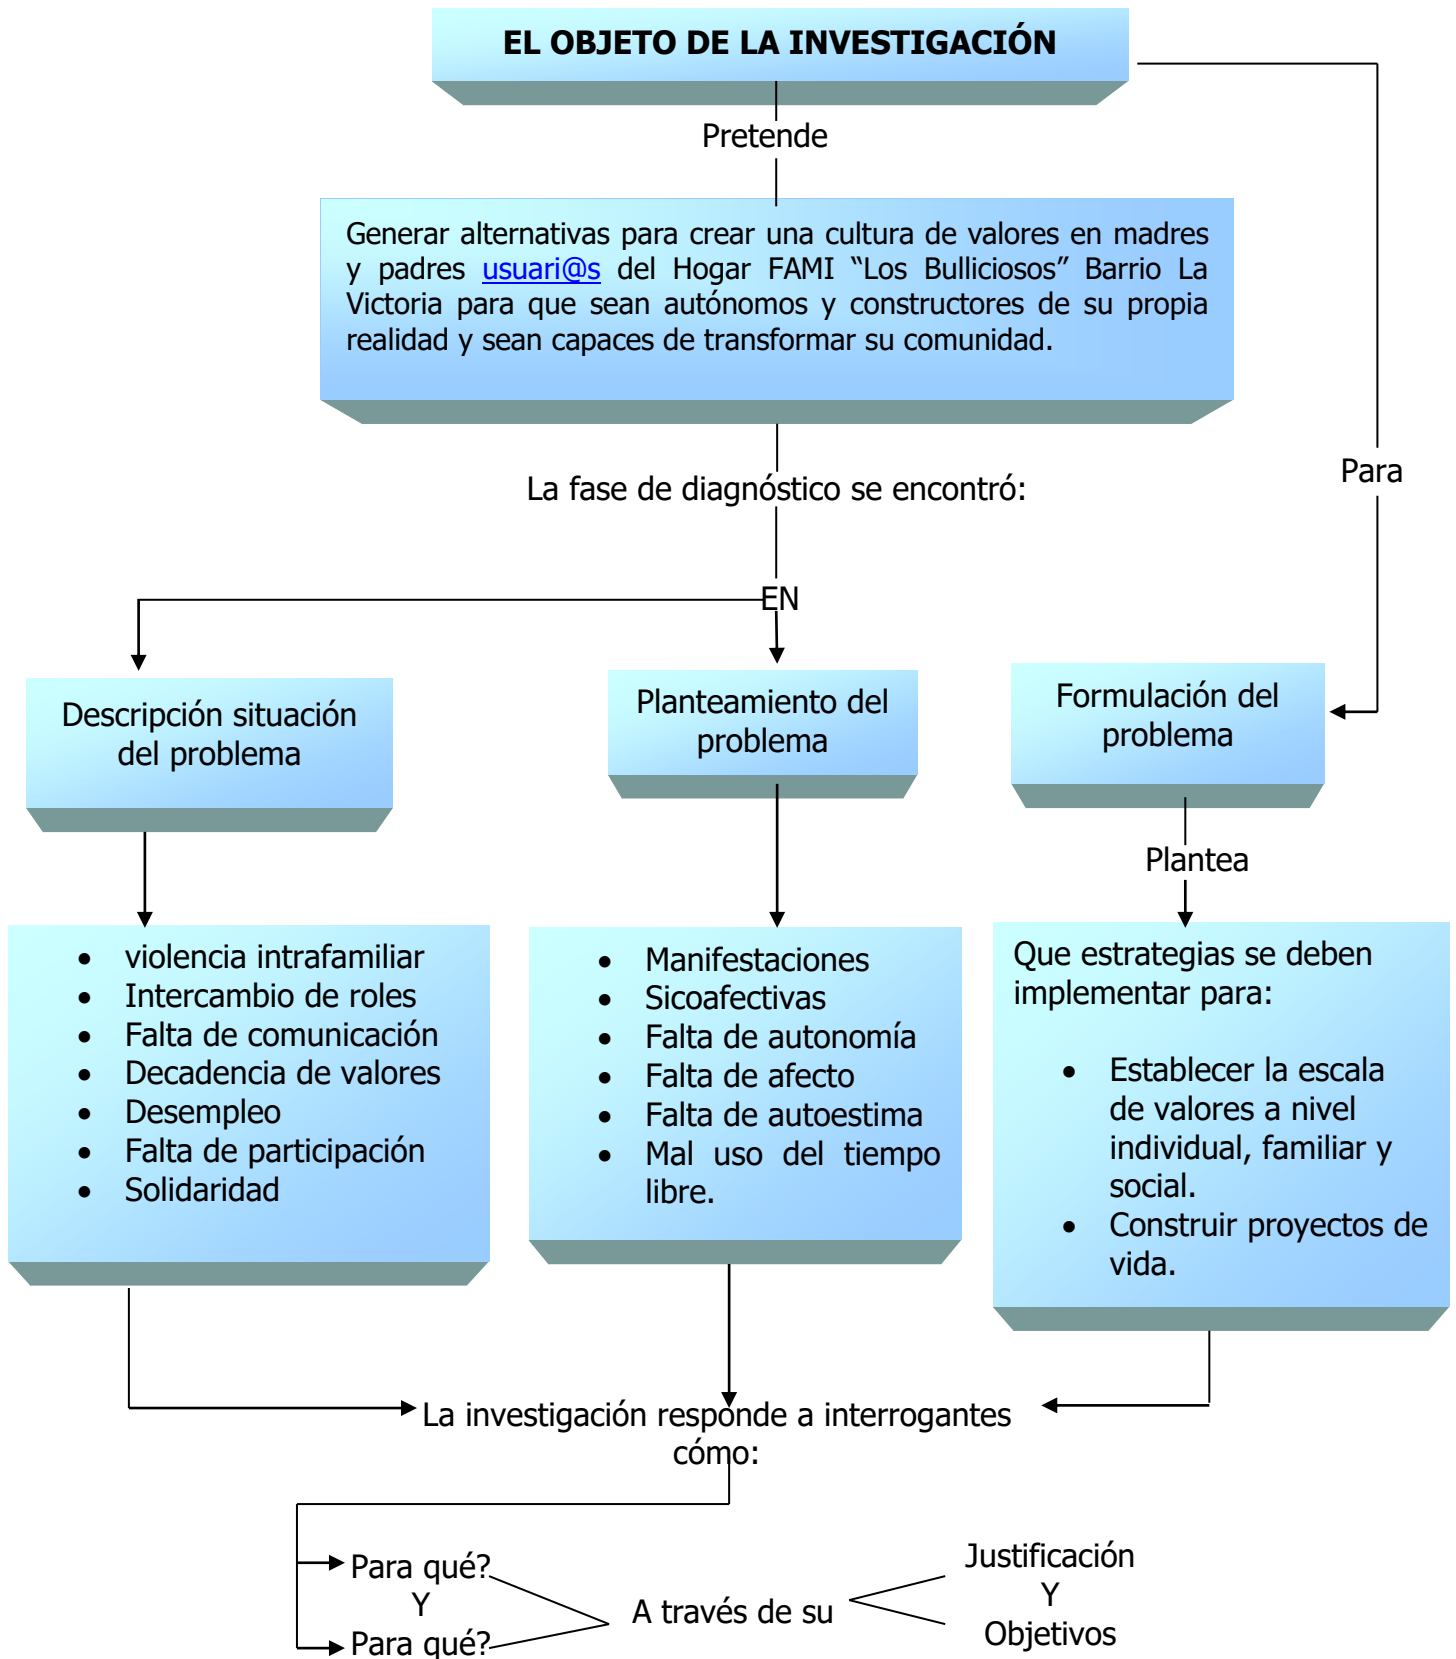 EL OBJETO DE LA INVESTIGACIÓN
Pretende
Generar alternativas para crear una cultura de valores en madres
y padres usuari@s del Hogar FAMI “Los Bulliciosos” Barrio La
Victoria para que sean autónomos y constructores de su propia
realidad y sean capaces de transformar su comunidad.
La fase de diagnóstico se encontró:
Para
EN
Descripción situación
del problema
Planteamiento del
problema
Formulación del
problema
Plantea
• violencia intrafamiliar
• Intercambio de roles
• Falta de comunicación
• Decadencia de valores
• Desempleo
• Falta de participación
• Solidaridad
• Manifestaciones
• Sicoafectivas
• Falta de autonomía
• Falta de afecto
• Falta de autoestima
• Mal uso del tiempo
libre.
Que estrategias se deben
implementar para:
• Establecer la escala
de valores a nivel
individual, familiar y
social.
• Construir proyectos de
vida.
La investigación responde a interrogantes
cómo:
Para qué?
Y
Para qué?
A través de su
Justificación
Y
Objetivos